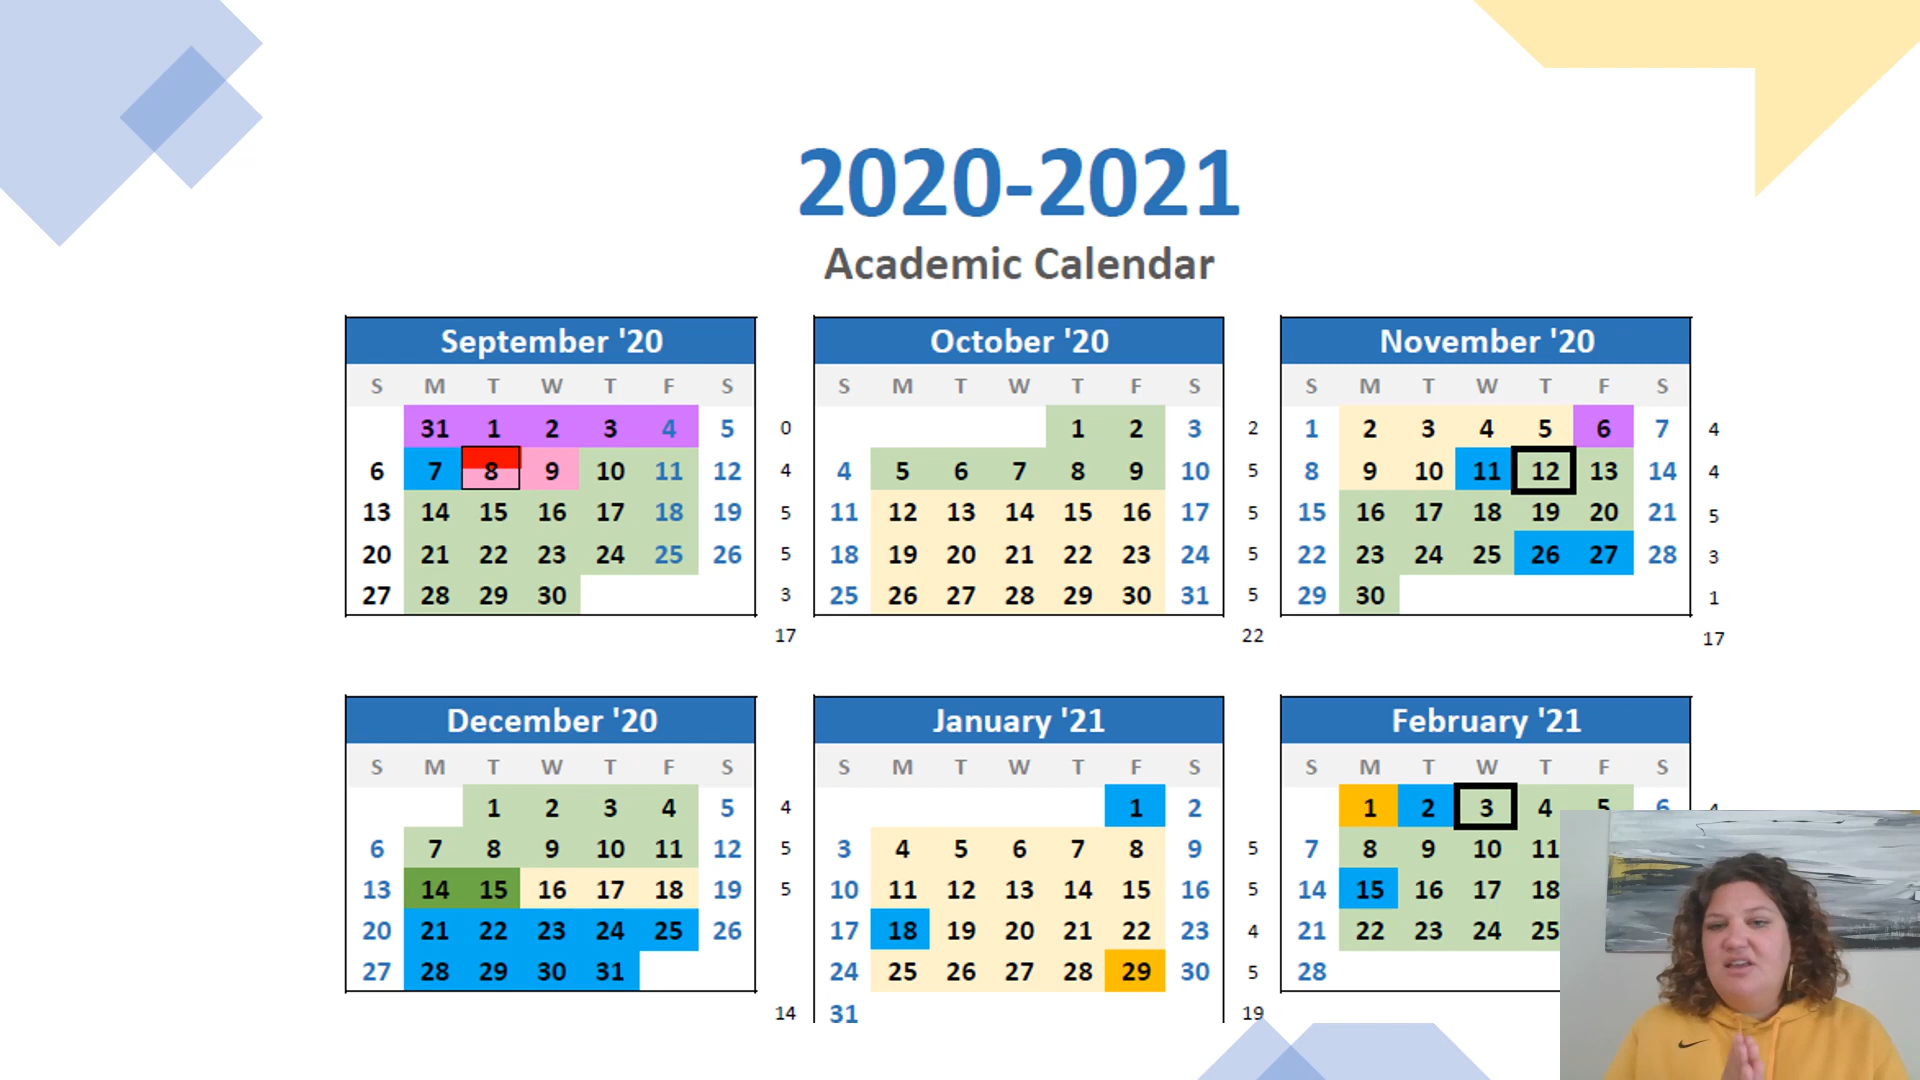 2020-2021
Academic Calendar
September '20
S M T W T F S
31 1 2 3 4 5 0
6 7 8 9 10 11 12 4
13 14 15 16 17 18 19 5
20 21 22 23 24 25 26 5
27 28 29 30 3
17
October '20
S M T W T F S
1 2 3 2
4 5 6 7 8 9 10 5
11 12 13 14 15 16 17 5
18 19 20 21 22 23 24 5
25 26 27 28 29 30 31 5
22
November '20
S M T W T F S
1 2 3 4 5 6 7 4
8 9 10 11 12 13 14 4
15 16 17 18 19 20 21 5
22 23 24 25 26 27 28 3
29 30 1
17
December '20
S M T W T F S
1 2 3 4 5 4
6 7 8 9 10 11 12 5
13 14 15 16 17 18 19 5
20 21 22 23 24 25 26
27 28 29 30 31
14
January '21
S M T W T F S
1 2
3 4 5 6 7 8 9 5
10 11 12 13 14 15 16 5
17 18 19 20 21 22 23 4
24 25 26 27 28 29 30 5
31 19
February '21
S M T W T F S
1 2 3 4 5 6
7 8 9 10 11
14 15 16 17 18
21 22 23 24 25
28